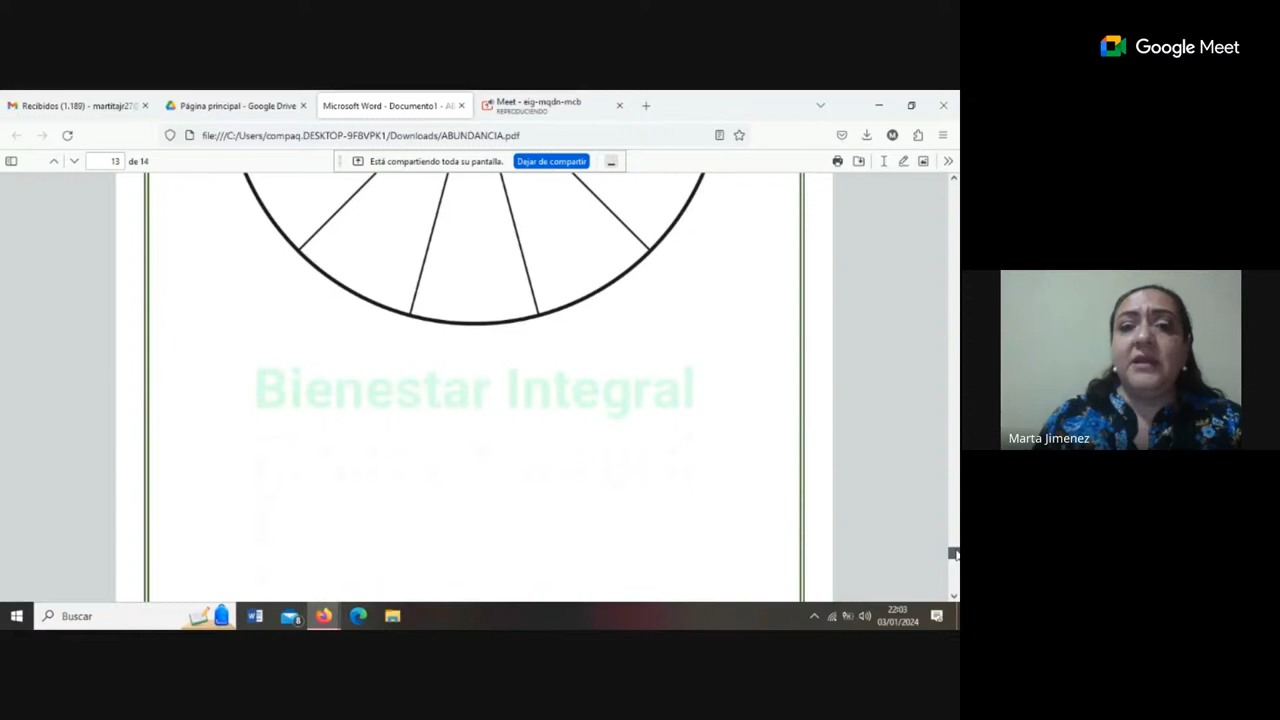 Google Meet
Recibidos (1.189) - martitajr27@
Página principal - Google Drive
Microsoft Word - Documento1 - AB
Meet - eig-mqdn-mcb
REPRODUCIENDO
file:///C:/Users/compaq.DESKTOP-9F8VPK1/Downloads/ABUNDANCIA.pdf
13 de 14
Está compartiendo toda su pantalla.
Dejar de compartir
Bienestar Integral
Marta Jimenez
Buscar
8
22:03
03/01/2024